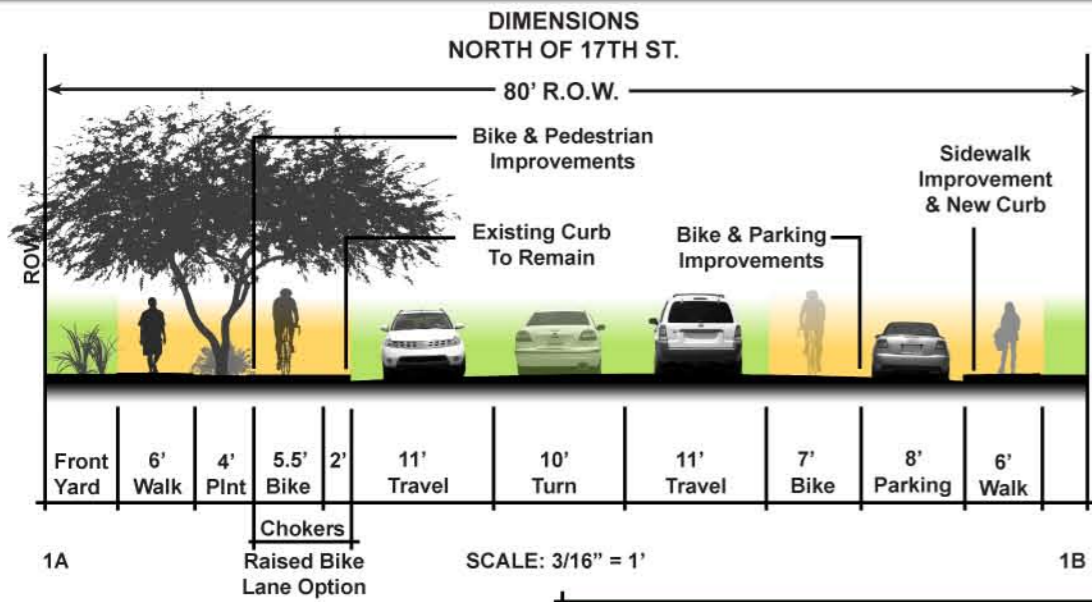 DIMENSIONS
NORTH OF 17TH ST.
80' R.O.W.
Bike & Pedestrian
Improvements
Sidewalk
Improvement
& New Curb
Existing Curb
To Remain
Bike & Parking
Improvements
ROW
Front
Yard
6'
Walk
4'
Plnt
5.5'
Bike
2'
11'
Travel
10'
Turn
11'
Travel
7'
Bike
8'
Parking
6'
Walk
Chokers
Raised Bike
Lane Option
1A
SCALE: 3/16" = 1'
1B